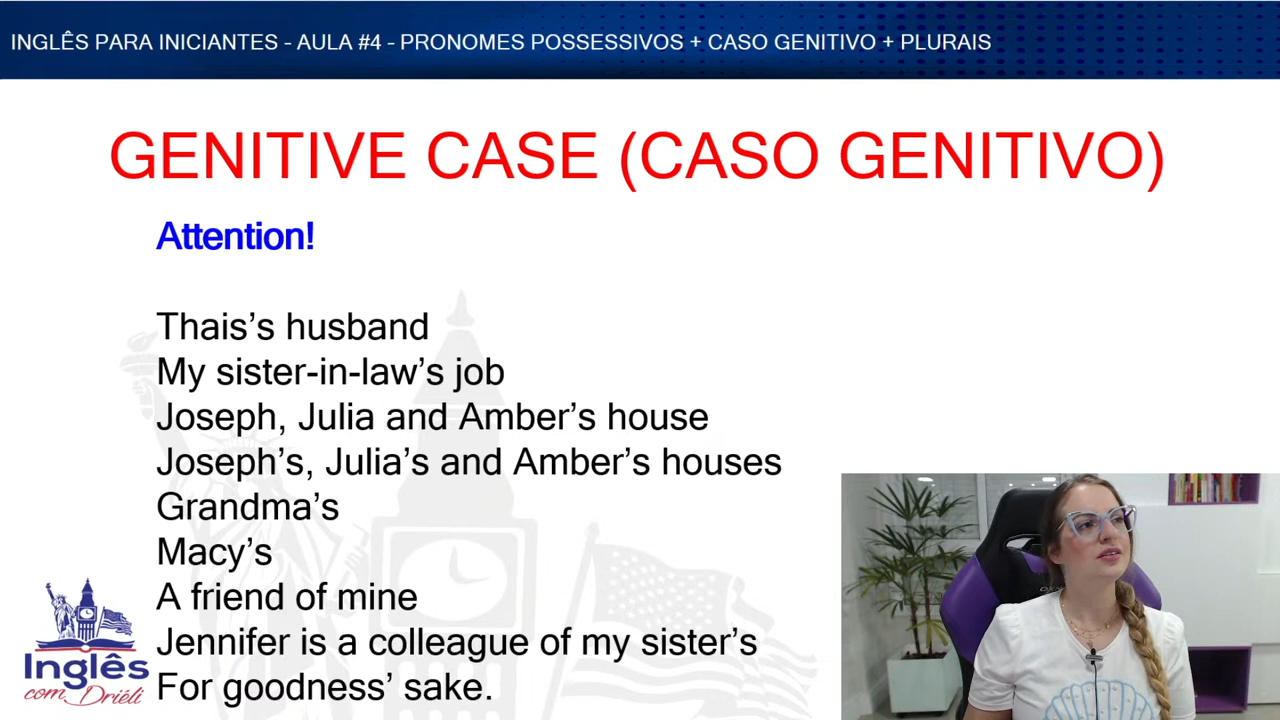 INGLÊS PARA INICIANTES - AULA #4 - PRONOMES POSSESSIVOS + CASO GENITIVO + PLURAIS
GENITIVE CASE (CASO GENITIVO)
Attention!
Thais’s husband
My sister-in-law’s job
Joseph, Julia and Amber’s house
Joseph’s, Julia’s and Amber’s houses
Grandma’s
Macy’s
A friend of mine
Jennifer is a colleague of my sister’s
For goodness’ sake.
Inglês
com Driéli